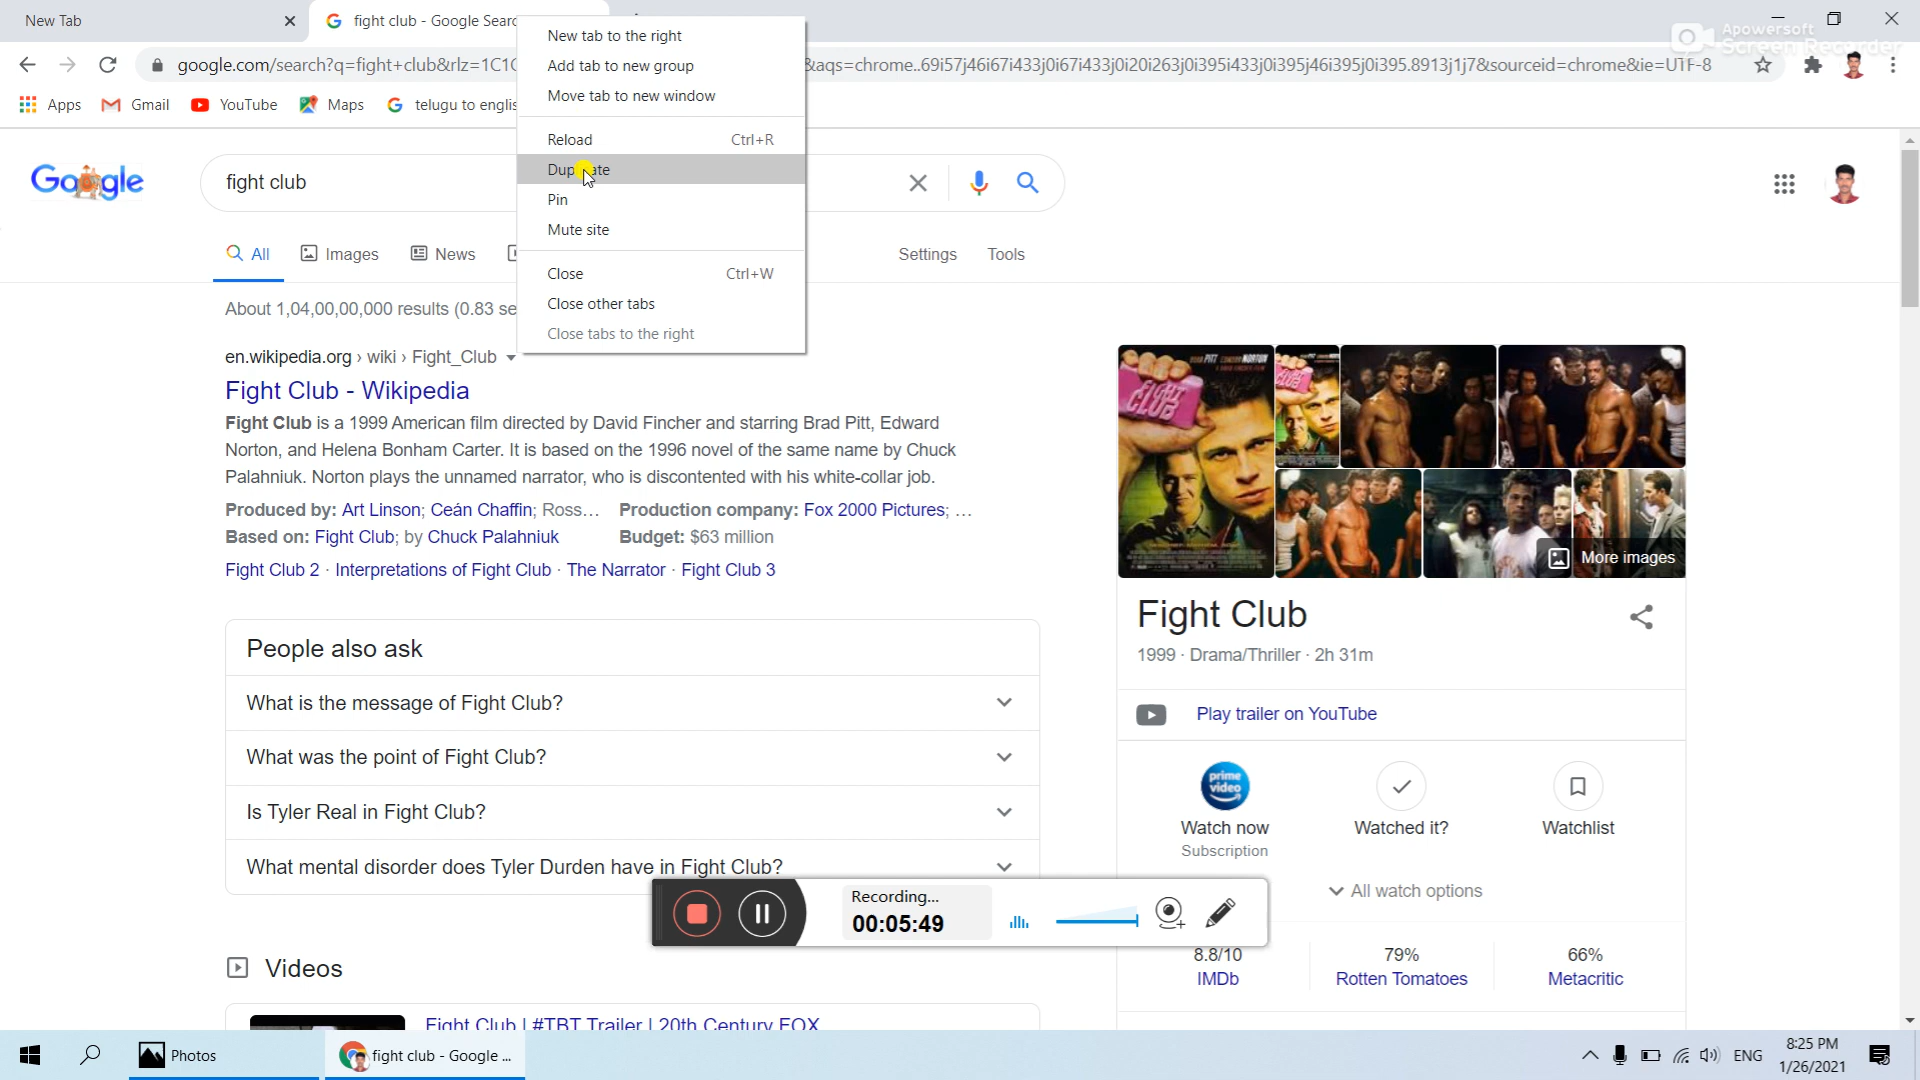 New Tab
fight club - Google Searc
New tab to the right
Add tab to new group
Move tab to new window
Reload Ctrl+R
Duplicate
Pin
Mute site
Close Ctrl+W
Close other tabs
Close tabs to the right
Apowersoft
Screen Recorder
google.com/search?q=fight+club&rlz=1C1C
&aqs=chrome..69i57j46i67i433j0i67i433j0i20i263j0i395i433j0i395j46i395j0i395.8913j1j7&sourceid=chrome&ie=UTF-8
Apps Gmail YouTube Maps telugu to englis
Google
fight club
All Images News
Settings Tools
About 1,04,00,00,000 results (0.83 se
en.wikipedia.org › wiki › Fight_Club
Fight Club - Wikipedia
Fight Club is a 1999 American film directed by David Fincher and starring Brad Pitt, Edward
Norton, and Helena Bonham Carter. It is based on the 1996 novel of the same name by Chuck
Palahniuk. Norton plays the unnamed narrator, who is discontented with his white-collar job.
Produced by: Art Linson; Ceán Chaffin; Ross... Production company: Fox 2000 Pictures; ...
Based on: Fight Club; by Chuck Palahniuk Budget: $63 million
Fight Club 2 · Interpretations of Fight Club · The Narrator · Fight Club 3
People also ask
What is the message of Fight Club?
What was the point of Fight Club?
Is Tyler Real in Fight Club?
What mental disorder does Tyler Durden have in Fight Club?
Videos
Fight Club | #TBT Trailer | 20th Century FOX
PITT NORTON
FIGHT
CLUB
More images
Fight Club
1999 · Drama/Thriller · 2h 31m
Play trailer on YouTube
prime
video
Watch now Watched it? Watchlist
Subscription
All watch options
8.8/10 79% 66%
IMDb Rotten Tomatoes Metacritic
Recording...
00:05:49
Photos
fight club - Google ...
ENG
8:25 PM
1/26/2021